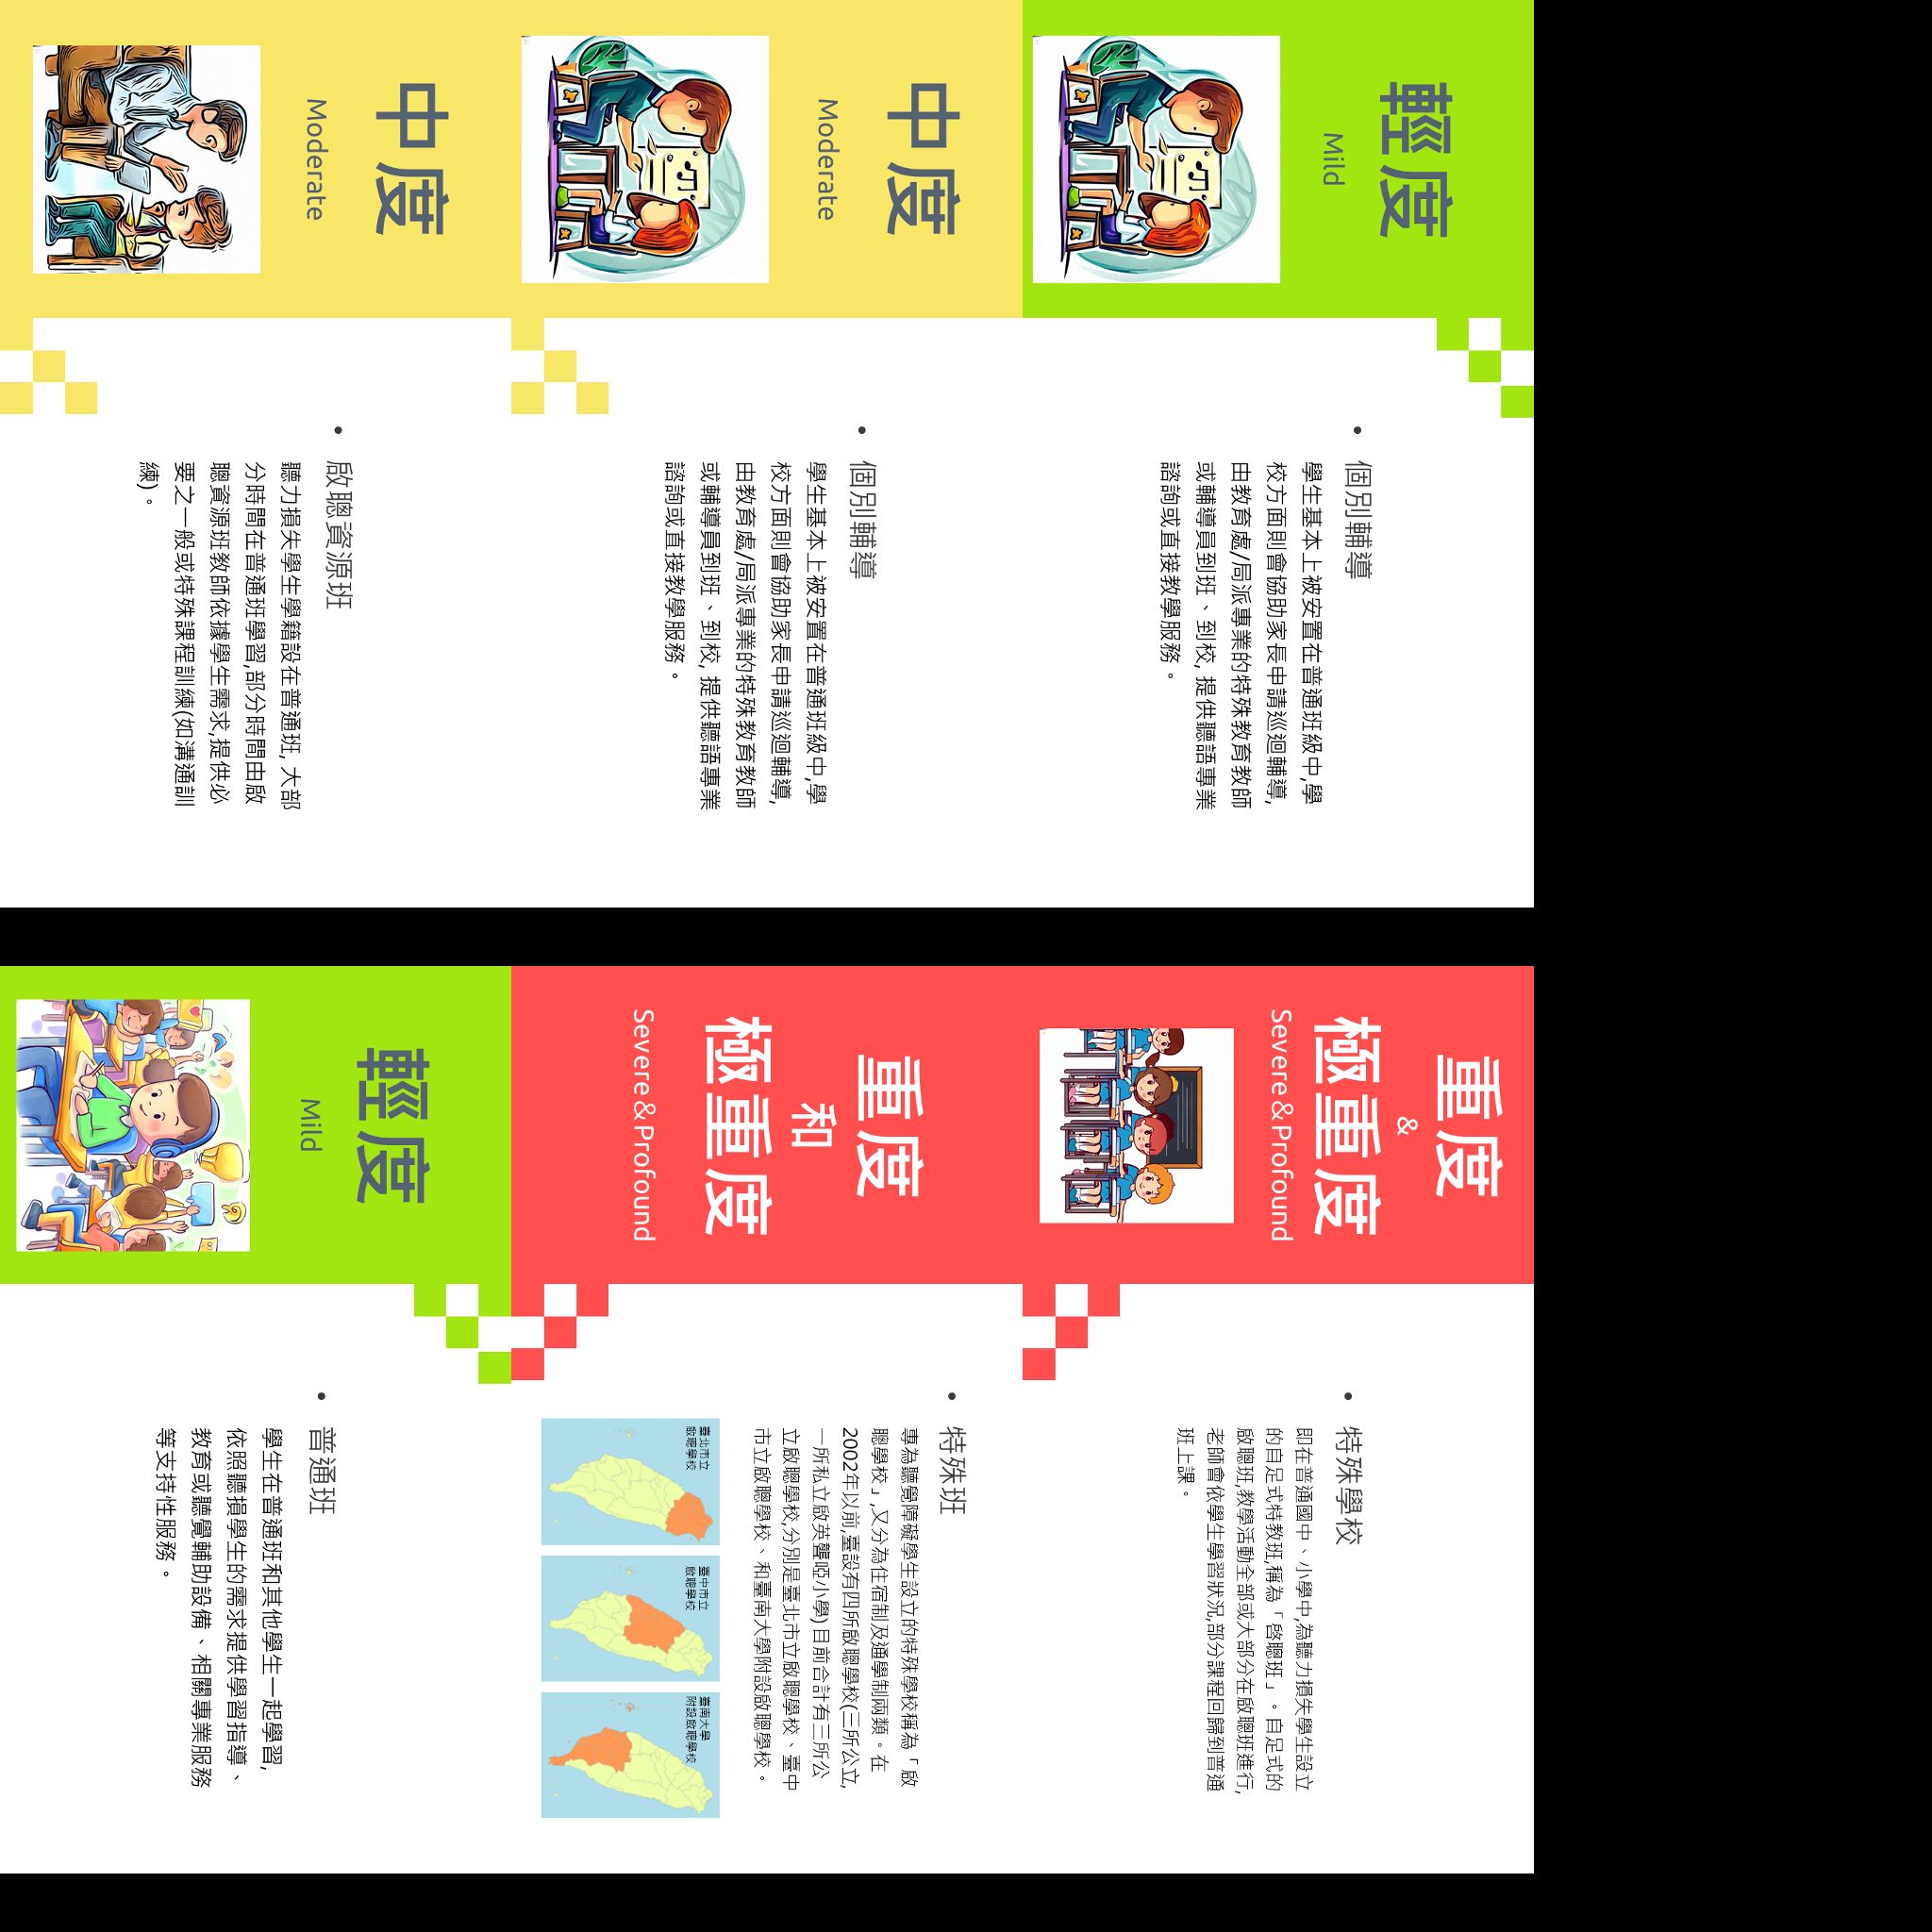 輕度
Mild
• 個別輔導
學生基本上被安置在普通班級中,學
校方面則會協助家長申請巡迴輔導,
由教育處/局派專業的特殊教育教師
或輔導員到班、到校, 提供聽語專業
諮詢或直接教學服務。
中度
Moderate
• 個別輔導
學生基本上被安置在普通班級中,學
校方面則會協助家長申請巡迴輔導,
由教育處/局派專業的特殊教育教師
或輔導員到班、到校, 提供聽語專業
諮詢或直接教學服務。
中度
Moderate
• 啟聰資源班
聽力損失學生學籍設在普通班, 大部
分時間在普通班學習,部分時間由啟
聰資源班教師依據學生需求,提供必
要之一般或特殊課程訓練(如溝通訓
練)。
重度
&
極重度
Severe&Profound
• 特殊學校
即在普通國中、小學中,為聽力損失學生設立
的自足式特教班,稱為「啓聰班」。自足式的
啟聰班,教學活動全部或大部分在啟聰班進行,
老師會依學生學習狀況,部分課程回歸到普通
班上課。
重度
和
極重度
Severe&Profound
• 特殊班
專為聽覺障礙學生設立的特殊學校稱為「啟
聰學校」,又分為住宿制及通學制兩類。在
2002年以前,臺設有四所啟聰學校(三所公立,
一所私立啟英聾啞小學)目前合計有三所公
立啟聰學校,分別是臺北市立啟聰學校、臺中
市立啟聰學校、和臺南大學附設啟聰學校。
臺北市立
啟聰學校
臺中市立
啟聰學校
臺南大學
附設啟聰學校
輕度
Mild
• 普通班
學生在普通班和其他學生一起學習,
依照聽損學生的需求提供學習指導、
教育或聽覺輔助設備、相關專業服務
等支持性服務。